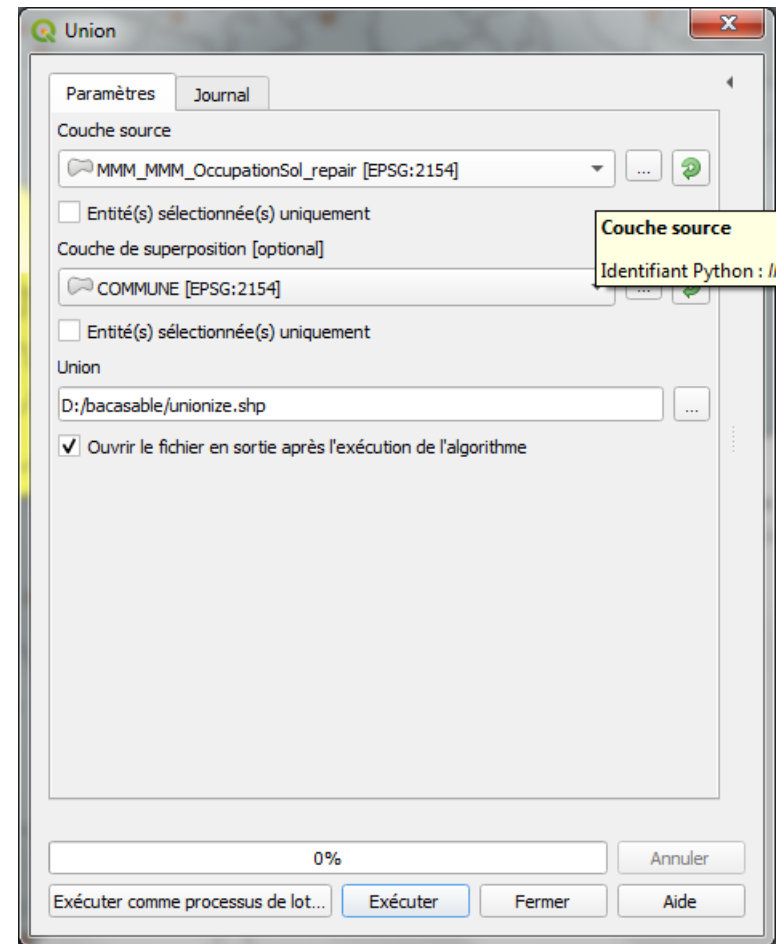 Union
Paramètres Journal
Couche source
MMM_MMM_OccupationSol_repair [EPSG:2154]
...
Entité(s) sélectionnée(s) uniquement
Couche source
Couche de superposition [optional]
Identifiant Python :
COMMUNE [EPSG:2154]
...
Entité(s) sélectionnée(s) uniquement
Union
D:/bacasable/unionize.shp
...
Ouvrir le fichier en sortie après l'exécution de l'algorithme
0%
Annuler
Exécuter comme processus de lot... Exécuter Fermer Aide